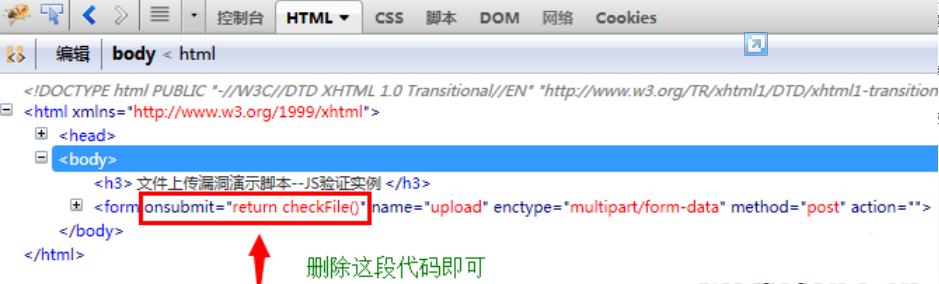 控制台 HTML CSS 脚本 DOM 网络 Cookies
编辑 body < html
<!DOCTYPE html PUBLIC "-//W3C//DTD XHTML 1.0 Transitional//EN" "http://www.w3.org/TR/xhtml1/DTD/xhtml1-transition
<html xmlns="http://www.w3.org/1999/xhtml">
<head>
<body>
<h3> 文件上传漏洞演示脚本--JS验证实例 </h3>
<form onsubmit="return checkFile()" name="upload" enctype="multipart/form-data" method="post" action="">
</body>
</html>
删除这段代码即可